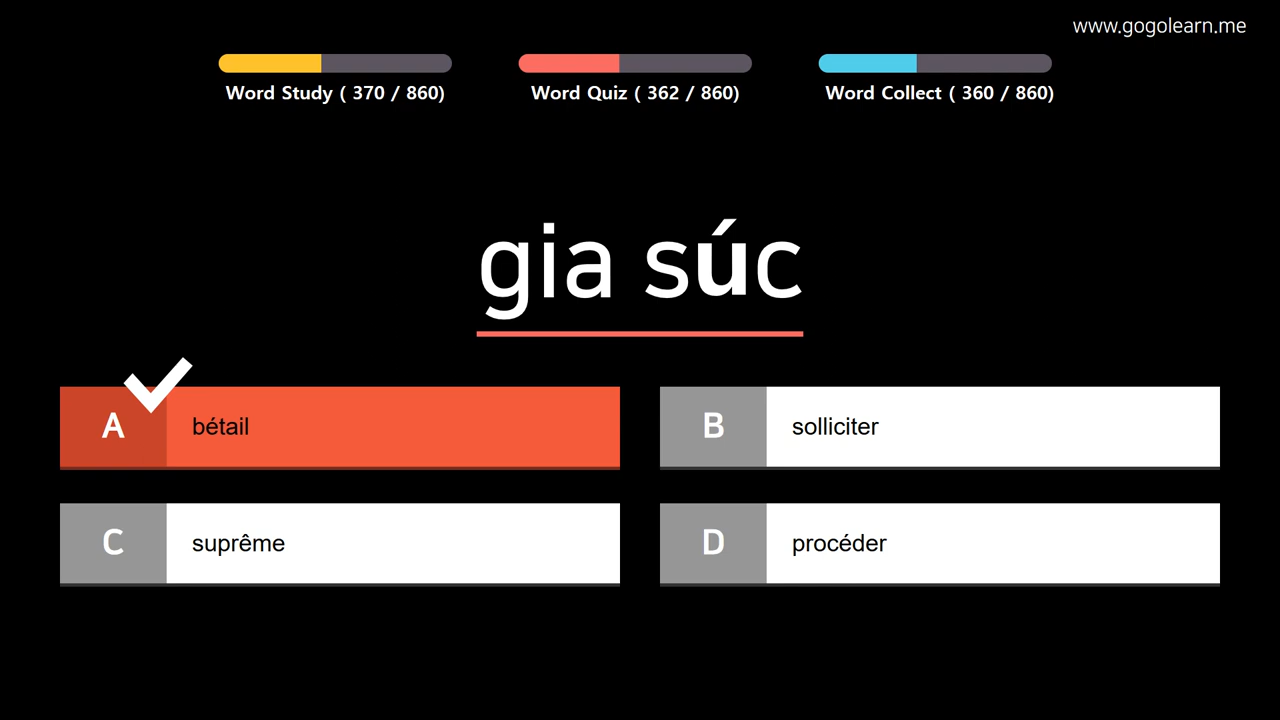 www.gogolearn.me
Word Study ( 370 / 860)
Word Quiz ( 362 / 860)
Word Collect ( 360 / 860)
gia súc
A bétail
B solliciter
C suprême
D procéder